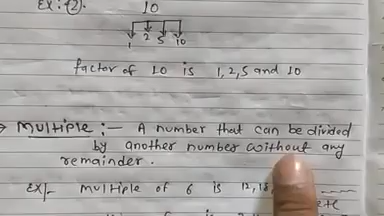 Ex: (2).
10
1 2 5 10
factor of 10 is 1, 2, 5 and 10
→ Multiple :- A number that can be divided
by another number without any
remainder.
Ex/- Multiple of 6 is 12, 18,
etc